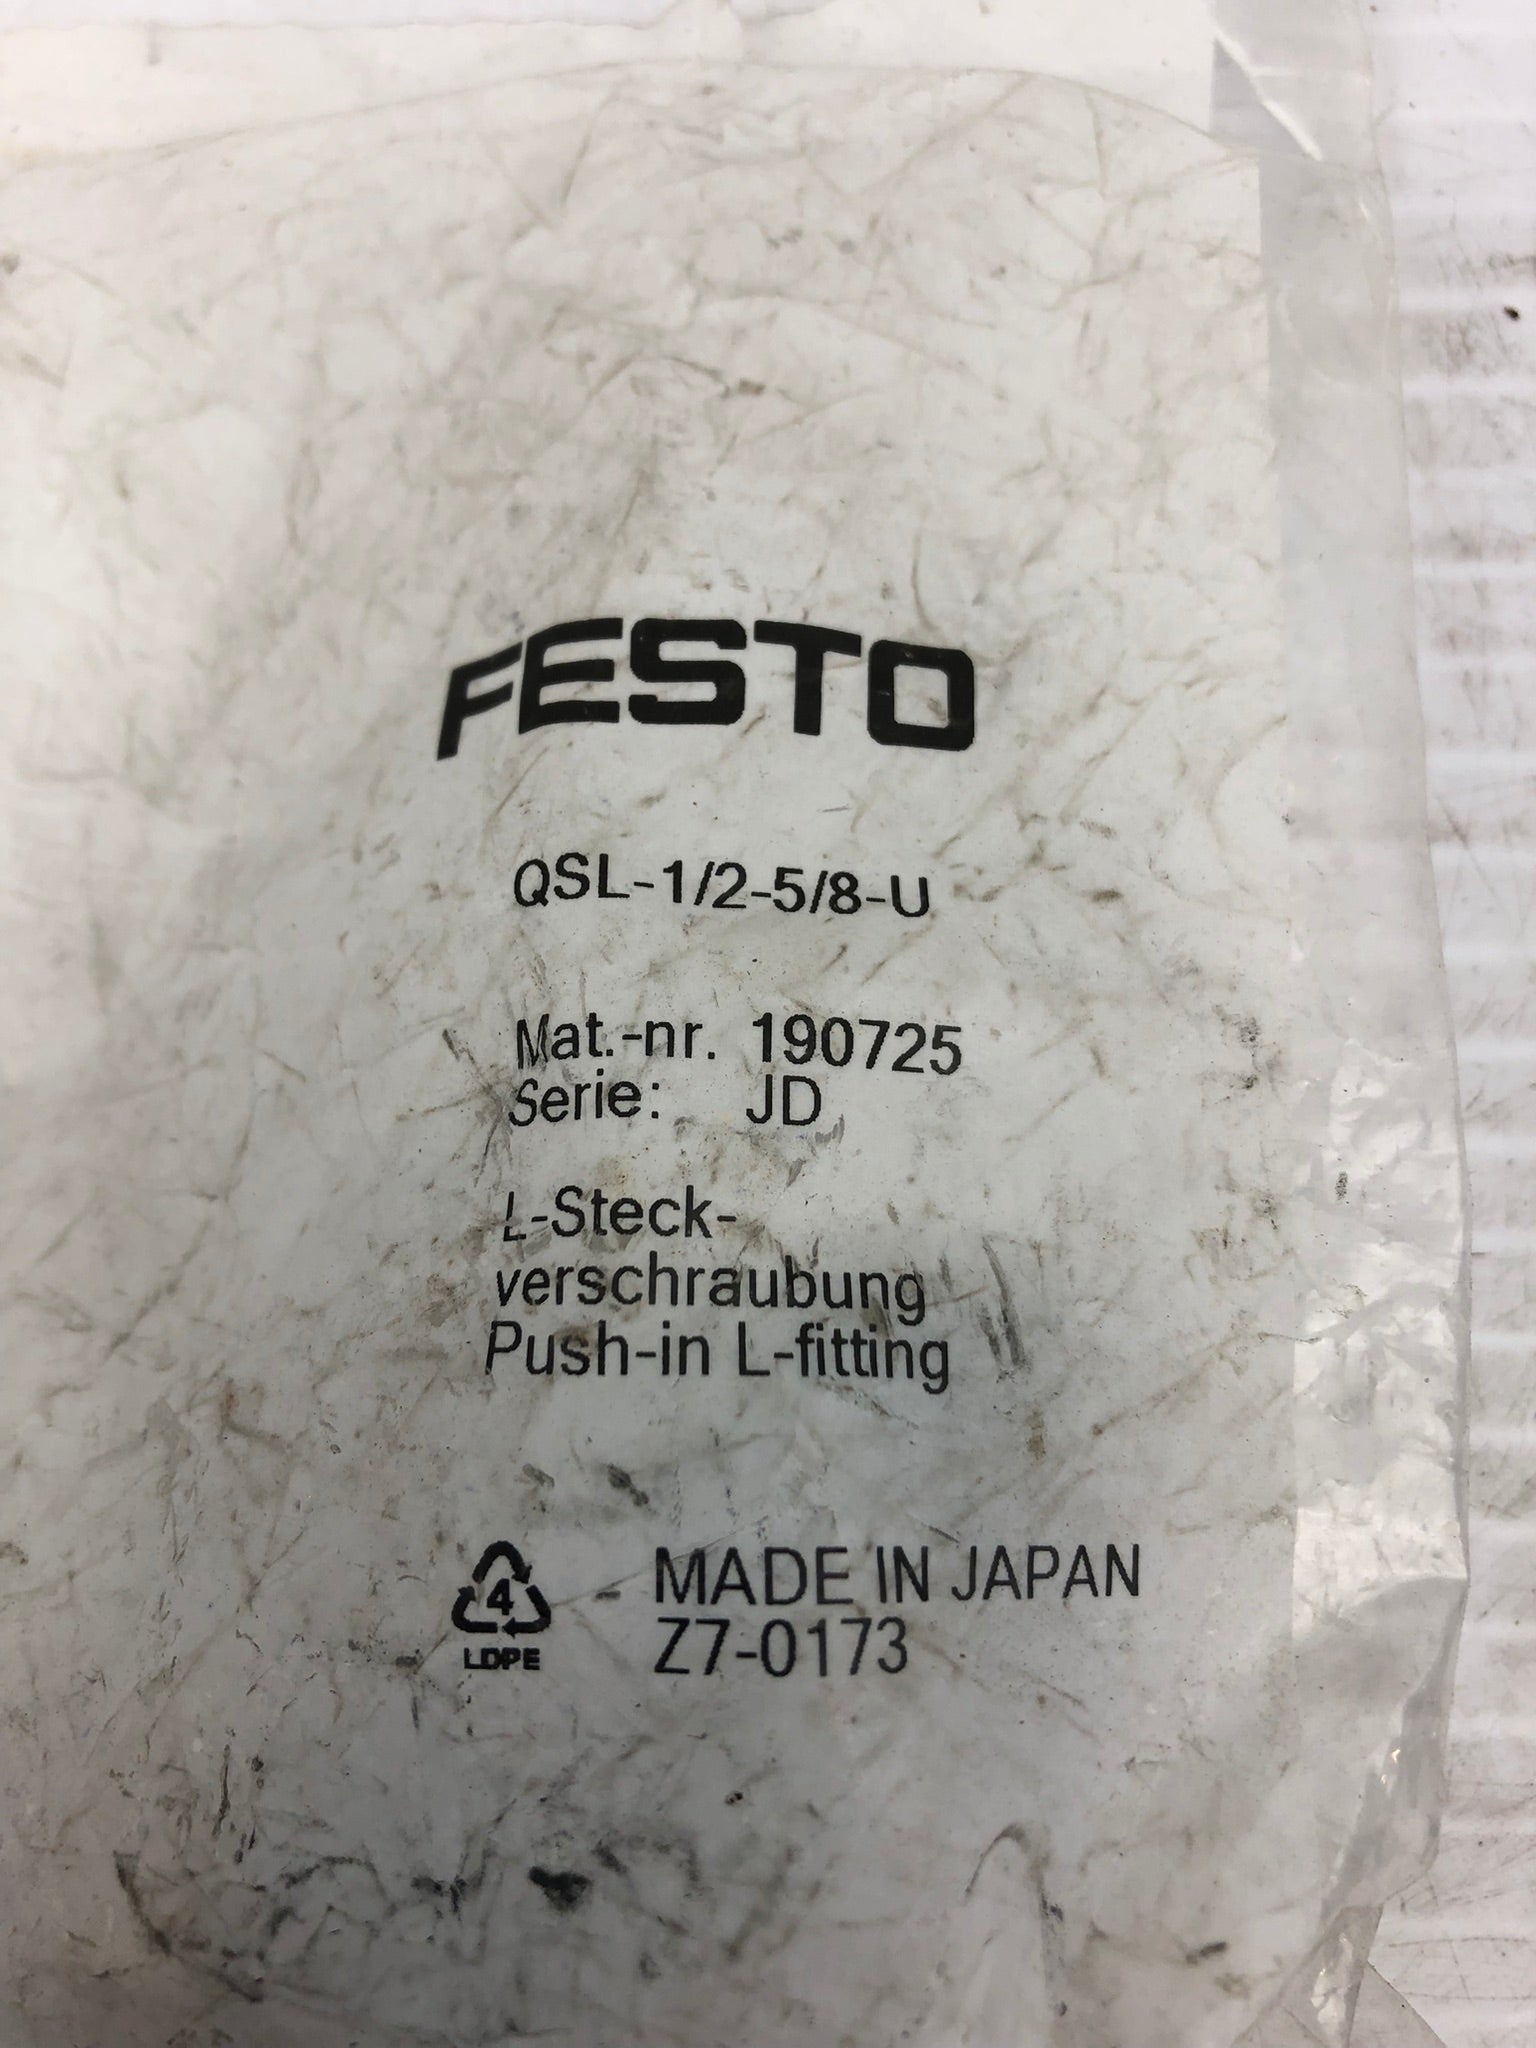 FESTO
QSL-1/2-5/8-U
Mat.-nr. 190725
Serie: JD
L-Steck-
verschraubung
Push-in L-fitting
4
LDPE
MADE IN JAPAN
Z7-0173